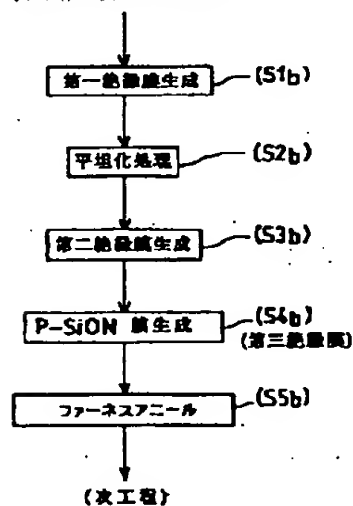 第一絶縁膜生成 (S1b)
平坦化処理 (S2b)
第二絶縁膜生成 (S3b)
P-SiON 膜生成 (S4b)
(第三絶縁膜)
ファーネスアニール (S5b)
(次工程)